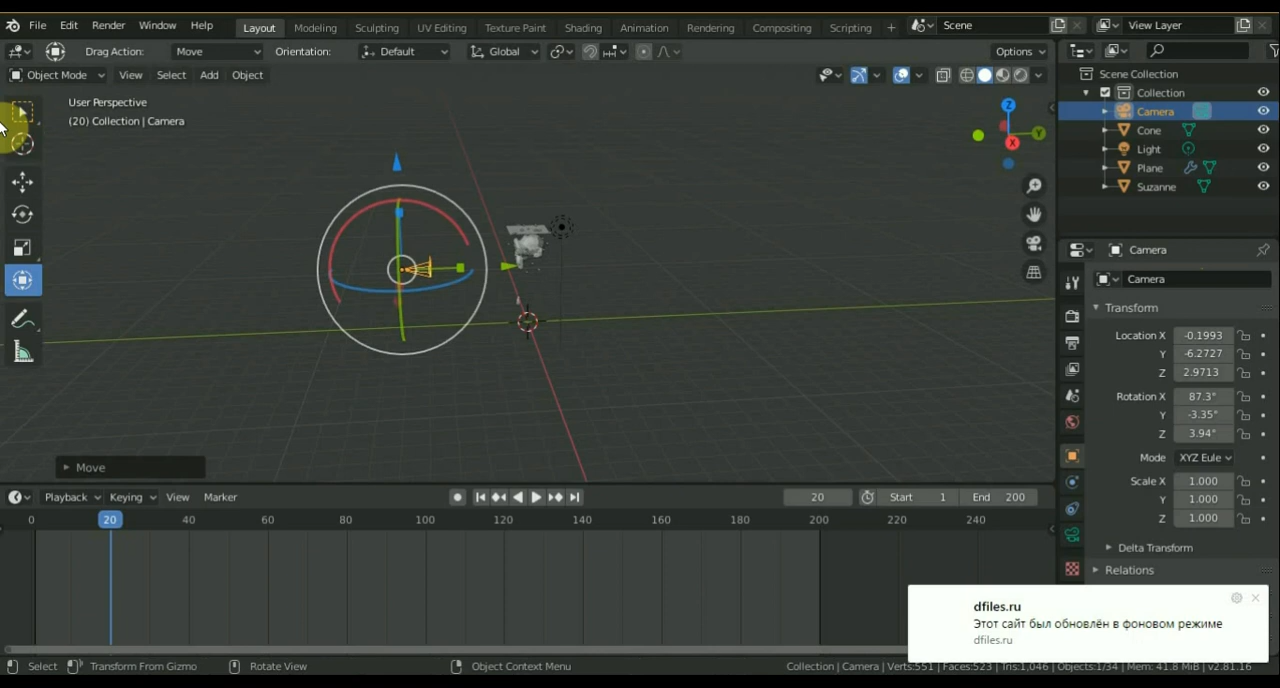 File Edit Render Window Help Layout Modeling Sculpting UV Editing Texture Paint Shading Animation Rendering Compositing Scripting + Scene View Layer
Drag Action: Move Orientation: Default Global Options
Object Mode View Select Add Object
User Perspective
(20) Collection | Camera
Z
Y
X
Scene Collection
Collection
Camera
Cone
Light
Plane
Suzanne
Camera
Camera
Transform
Location X -0.1993
Y -6.2727
Z 2.9713
Rotation X 87.3°
Y -3.35°
Z 3.94°
Mode XYZ Eule
Scale X 1.000
Y 1.000
Z 1.000
Delta Transform
Relations
Move
Playback Keying View Marker 20 Start 1 End 200
0 20 40 60 80 100 120 140 160 180 200 220 240
dfiles.ru
Этот сайт был обновлён в фоновом режиме
dfiles.ru
Select Transform From Gizmo Rotate View Object Context Menu Collection | Camera | Verts:551 | Faces:523 | Tris:1,046 | Objects:1/34 | Mem: 41.8 MiB | v2.81.16